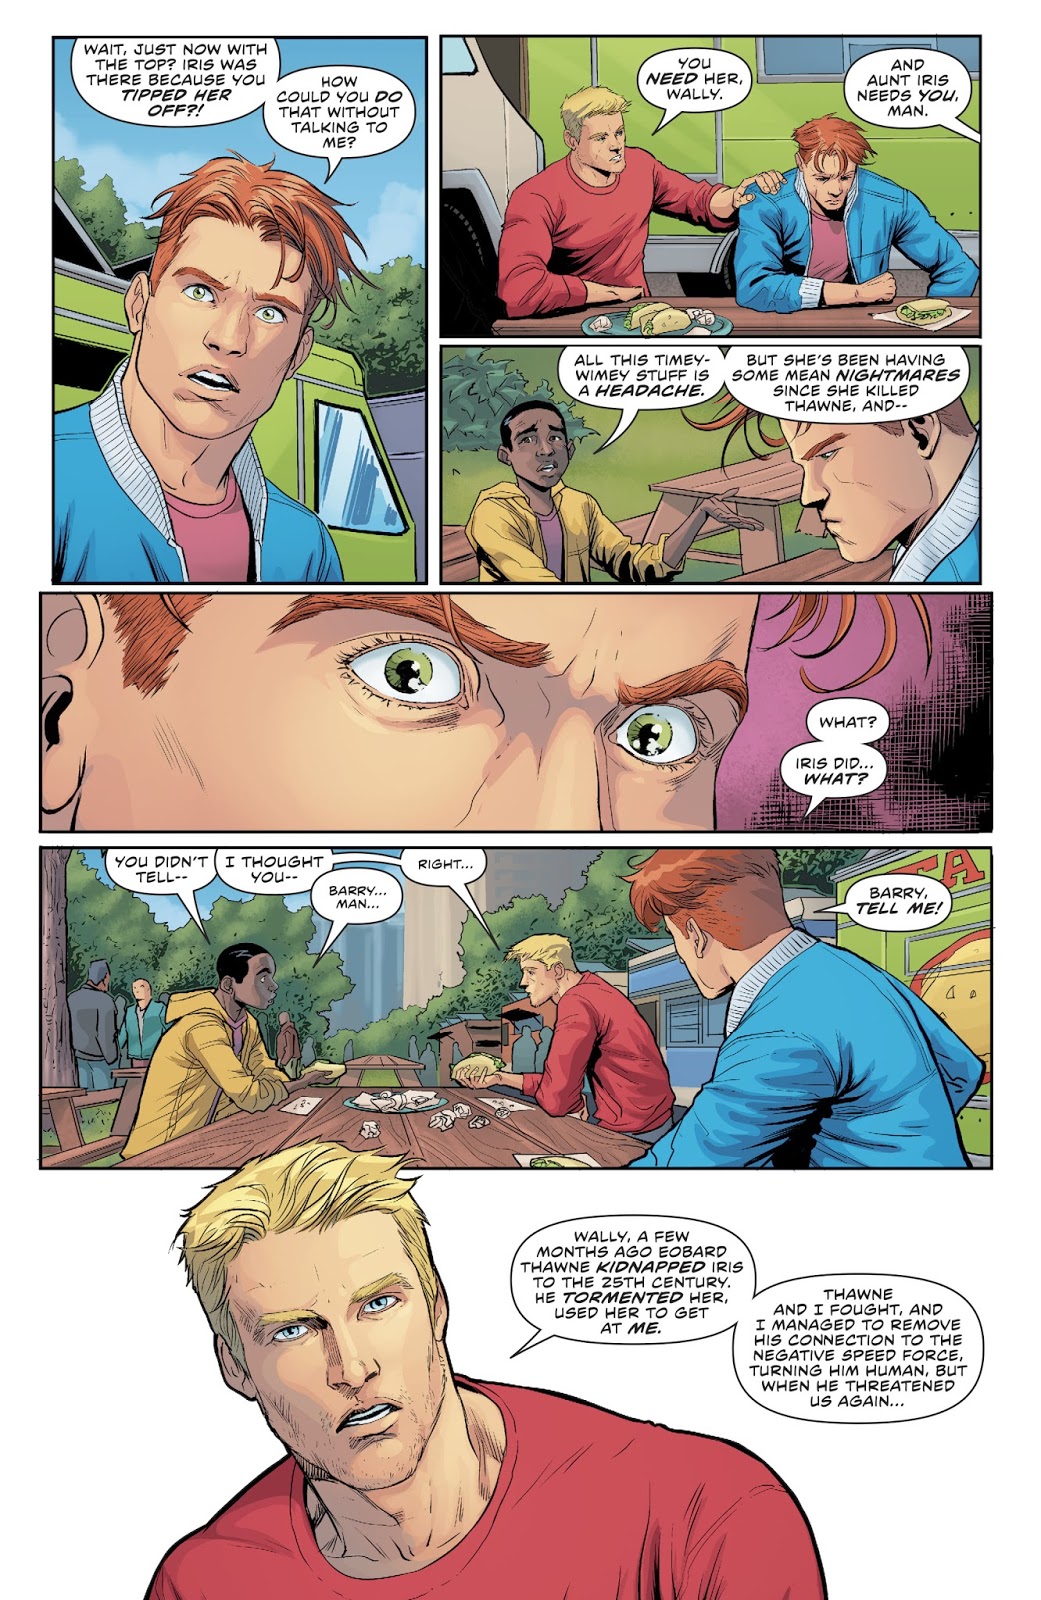 WAIT, JUST NOW WITH
THE TOP? IRIS WAS
THERE BECAUSE YOU
TIPPED HER
OFF?!
HOW
COULD YOU DO
THAT WITHOUT
TALKING TO
ME?
YOU
NEED HER,
WALLY.
AND
AUNT IRIS
NEEDS YOU,
MAN.
ALL THIS TIMEY-
WIMEY STUFF IS
A HEADACHE.
BUT SHE'S BEEN HAVING
SOME MEAN NIGHTMARES
SINCE SHE KILLED
THAWNE, AND--
WHAT?
IRIS DID...
WHAT?
YOU DIDN'T
TELL--
I THOUGHT
YOU--
BARRY...
MAN...
RIGHT...
BARRY,
TELL ME!
TA
WALLY, A FEW
MONTHS AGO EOBARD
THAWNE KIDNAPPED IRIS
TO THE 25TH CENTURY.
HE TORMENTED HER,
USED HER TO GET
AT ME.
THAWNE
AND I FOUGHT, AND
I MANAGED TO REMOVE
HIS CONNECTION TO THE
NEGATIVE SPEED FORCE,
TURNING HIM HUMAN, BUT
WHEN HE THREATENED
US AGAIN...